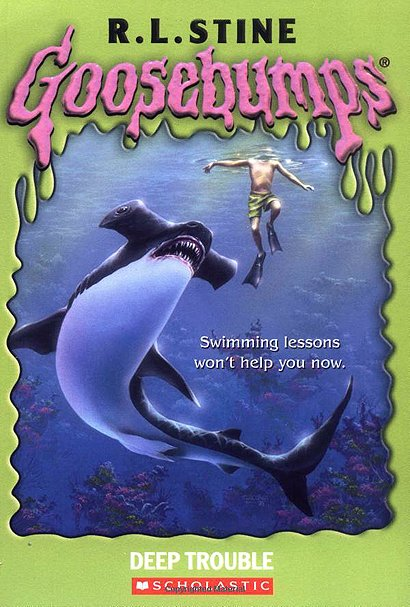 R.L.STINE
Goosebumps®
Swimming lessons
won't help you now.
DEEP TROUBLE
SCHOLASTIC